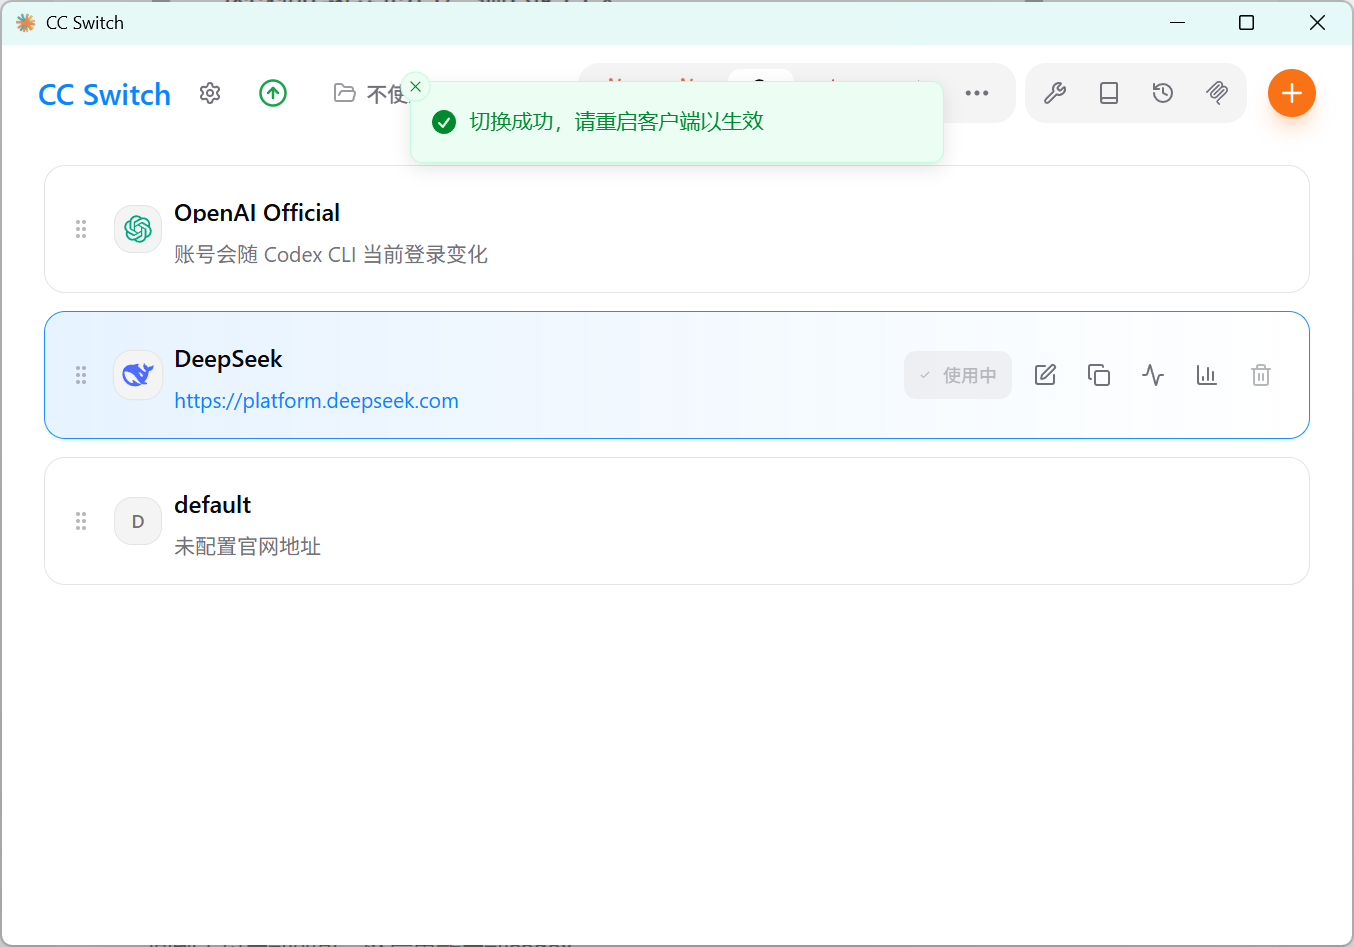 CC Switch
CC Switch
不使
切换成功，请重启客户端以生效
OpenAI Official
账号会随 Codex CLI 当前登录变化
DeepSeek
https://platform.deepseek.com
使用中
D
default
未配置官网地址